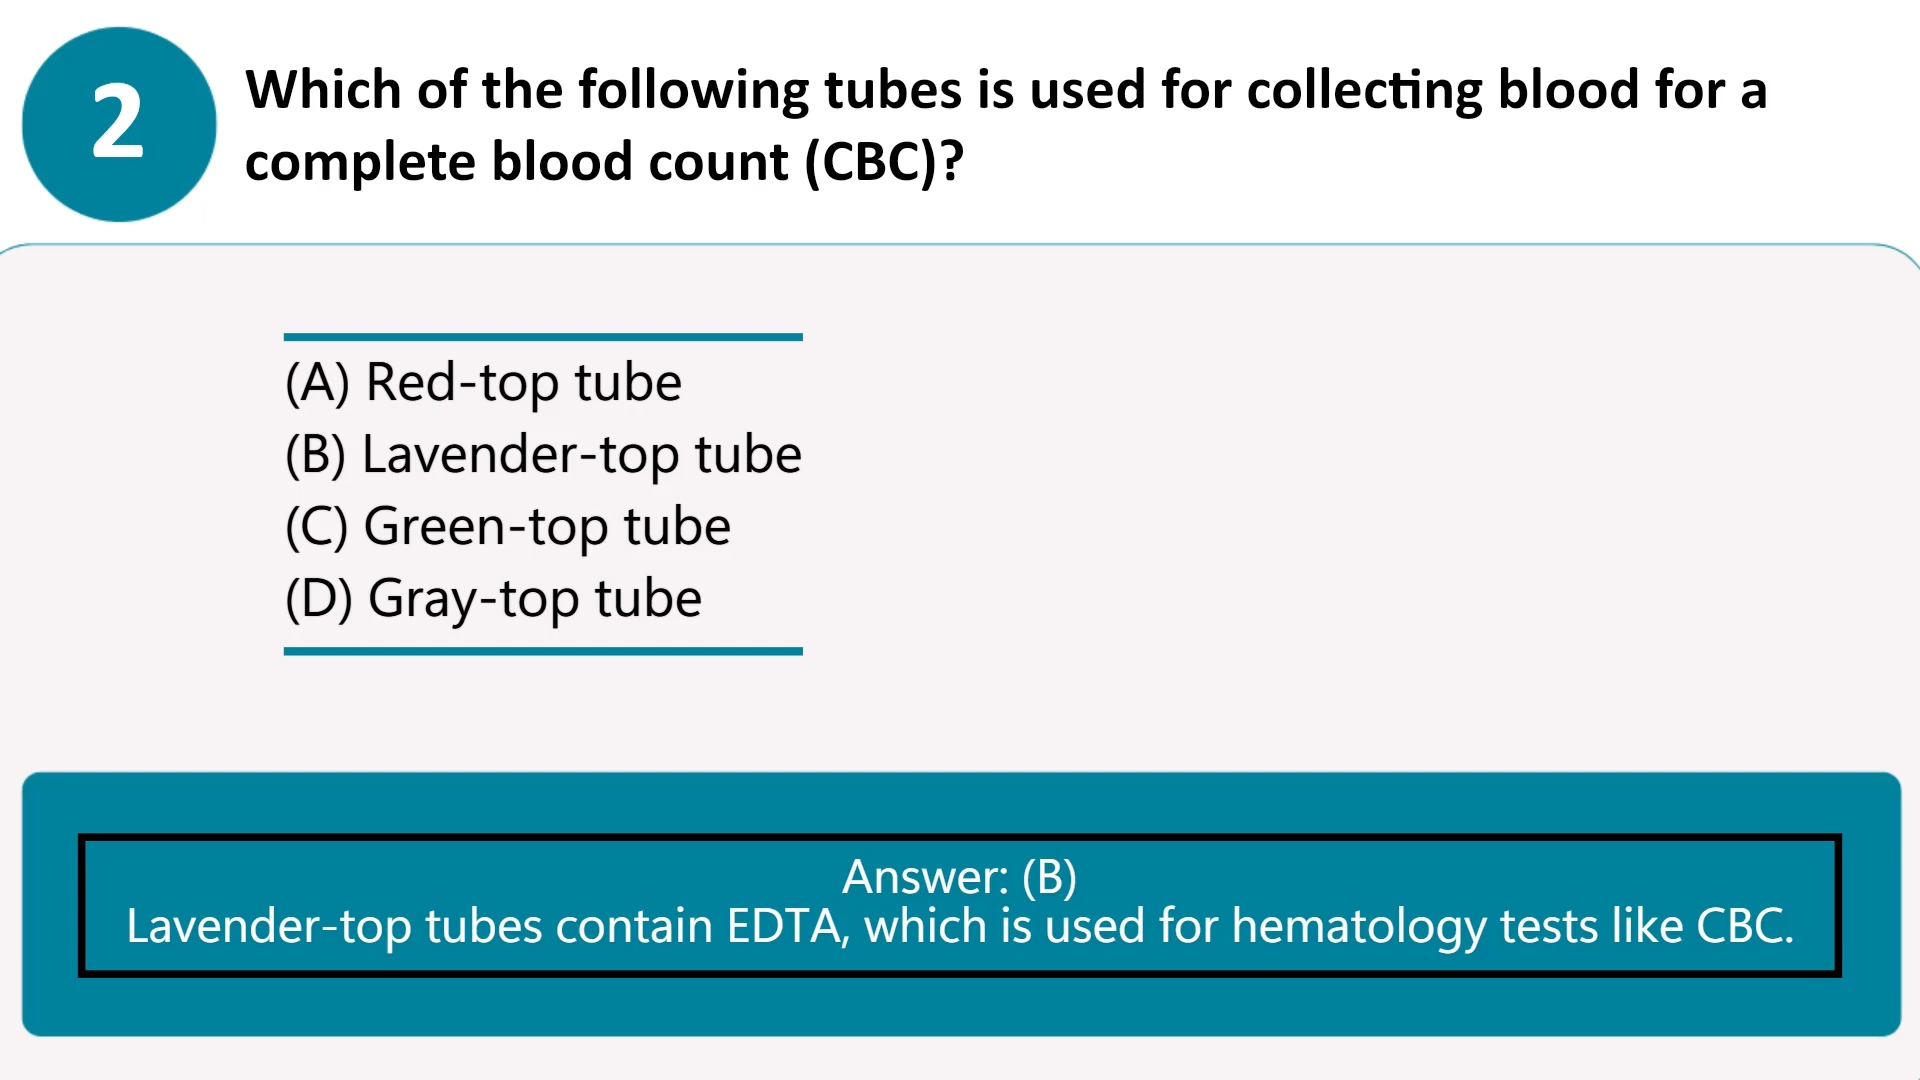 2
Which of the following tubes is used for collecting blood for a
complete blood count (CBC)?
(A) Red-top tube
(B) Lavender-top tube
(C) Green-top tube
(D) Gray-top tube
Answer: (B)
Lavender-top tubes contain EDTA, which is used for hematology tests like CBC.